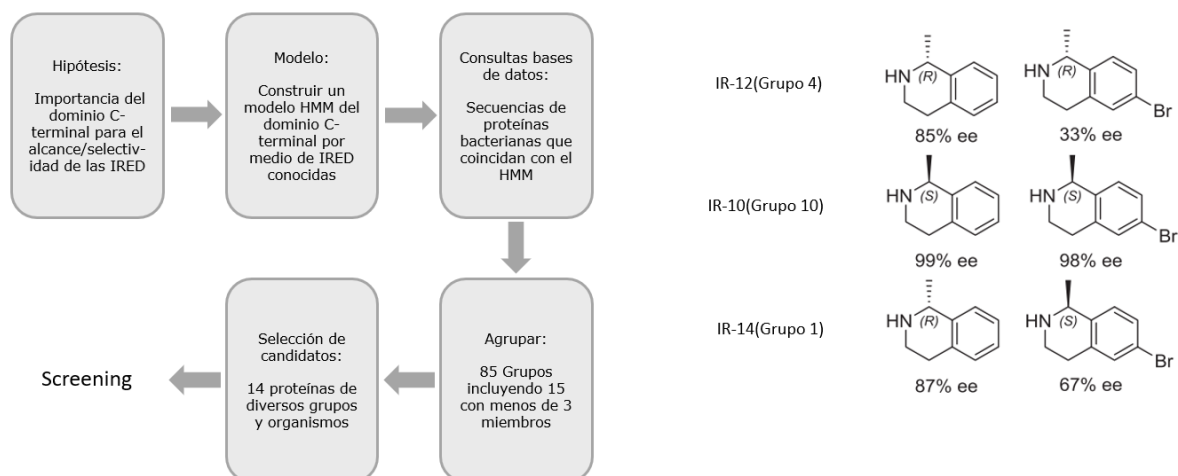 Hipótesis:
Importancia del
dominio C-
terminal para el
alcance/selectiv-
idad de las IRED
Modelo:
Construir un
modelo HMM del
dominio C-
terminal por
medio de IRED
conocidas
Consultas bases
de datos:
Secuencias de
proteínas
bacterianas que
coincidan con el
HMM
Agrupar:
85 Grupos
incluyendo 15
con menos de 3
miembros
Selección de
candidatos:
14 proteínas de
diversos grupos
y organismos
Screening
IR-12(Grupo 4)
HN (R)
85% ee
HN (R) Br
33% ee
IR-10(Grupo 10)
HN (S)
99% ee
HN (S) Br
98% ee
IR-14(Grupo 1)
HN (R)
87% ee
HN (S) Br
67% ee